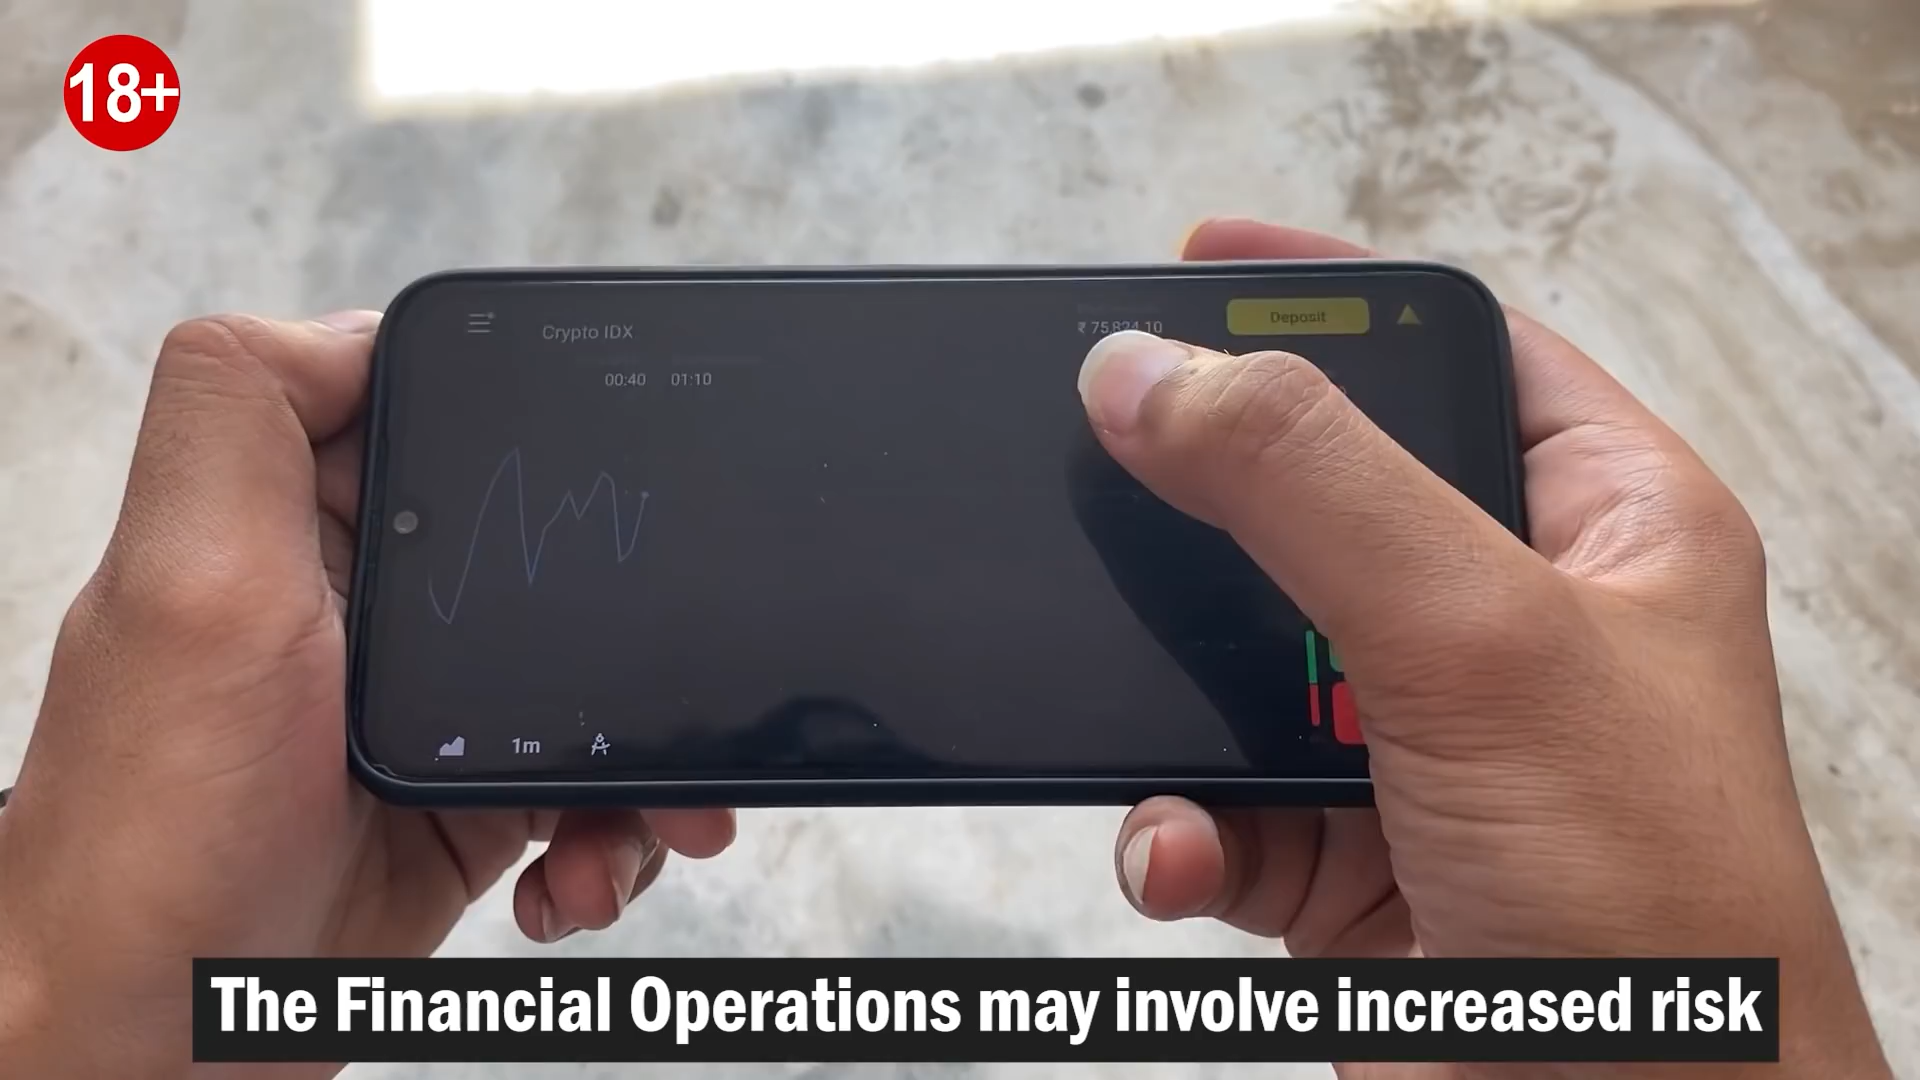 18+
Crypto IDX
₹ 75,824.10
Deposit
00:40 01:10
1m
The Financial Operations may involve increased risk